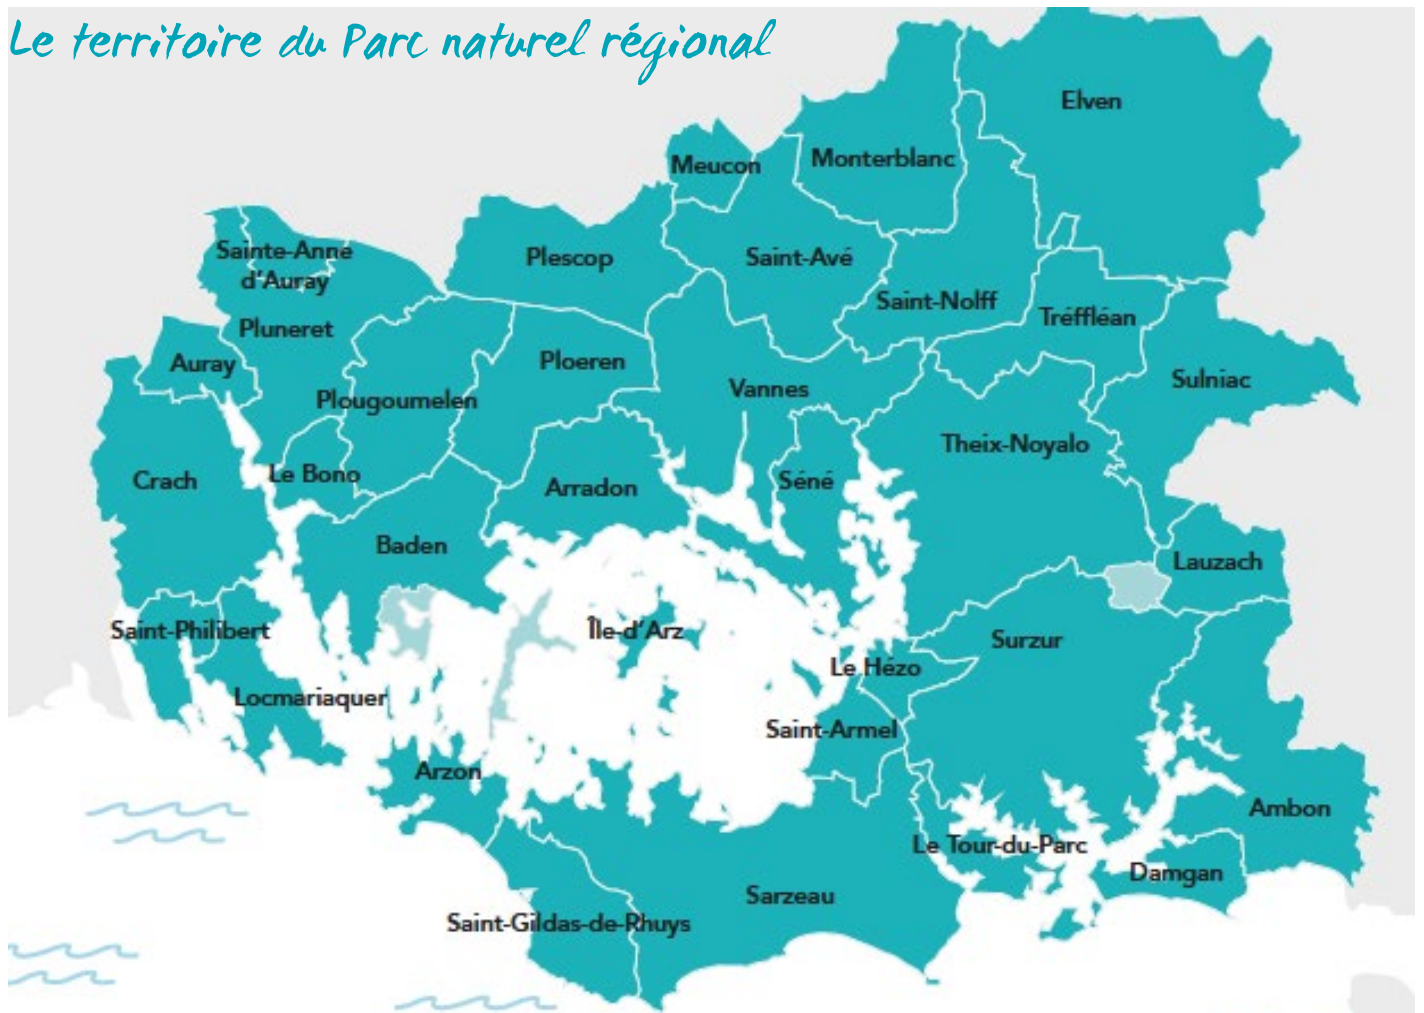 Le territoire du Parc naturel régional
Elven
Meucon
Monterblanc
Sainte-Anne
d'Auray
Plescop
Saint-Avé
Saint-Nolff
Tréffléan
Pluneret
Auray
Ploeren
Vannes
Sulniac
Plougoumelen
Theix-Noyalo
Crach
Le Bono
Arradon
Séné
Baden
Lauzach
Saint-Philibert
Île-d'Arz
Surzur
Le Hézo
Locmariaquer
Saint-Armel
Arzon
Ambon
Le Tour-du-Parc
Damgan
Sarzeau
Saint-Gildas-de-Rhuys